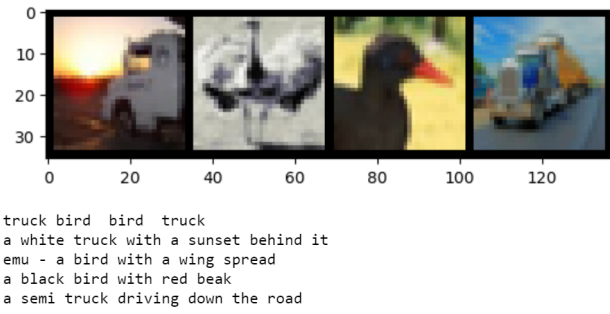 0
10
20
30
0 20 40 60 80 100 120
truck bird  bird  truck
a white truck with a sunset behind it
emu - a bird with a wing spread
a black bird with red beak
a semi truck driving down the road